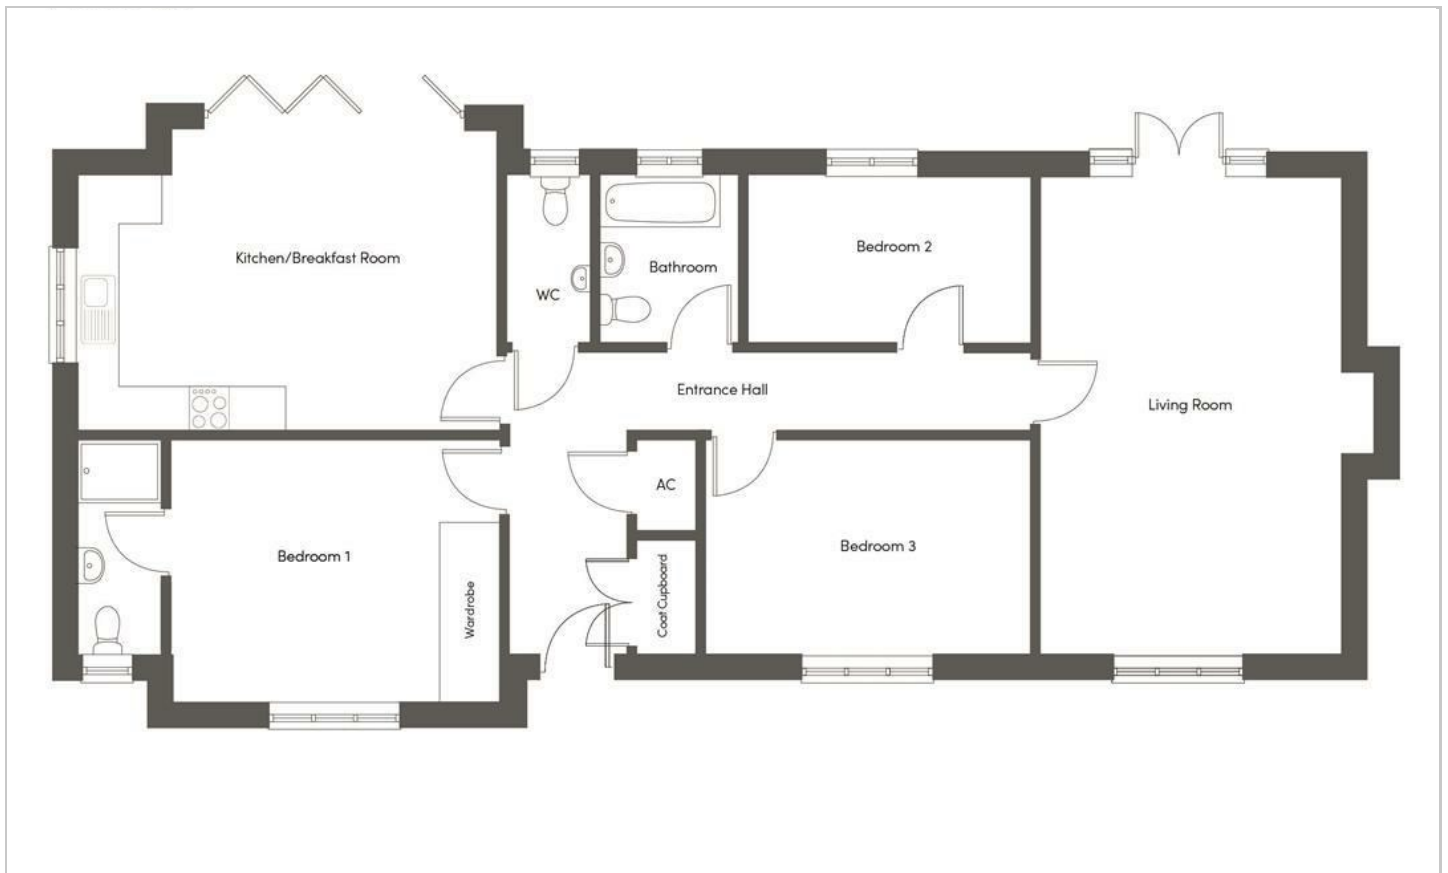 Kitchen/Breakfast Room
WC
Bathroom
Bedroom 2
Entrance Hall
Living Room
AC
Bedroom 1
Wardrobe
Coat Cupboard
Bedroom 3